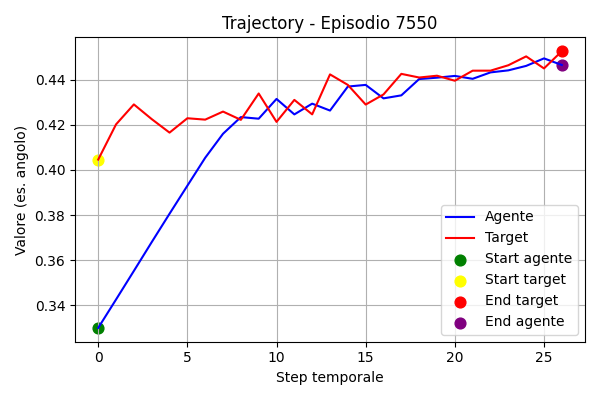 Trajectory - Episodio 7550
Valore (es. angolo)
0.44
0.42
0.40
0.38
0.36
0.34
Agente
Target
Start agente
Start target
End target
End agente
0 5 10 15 20 25
Step temporale